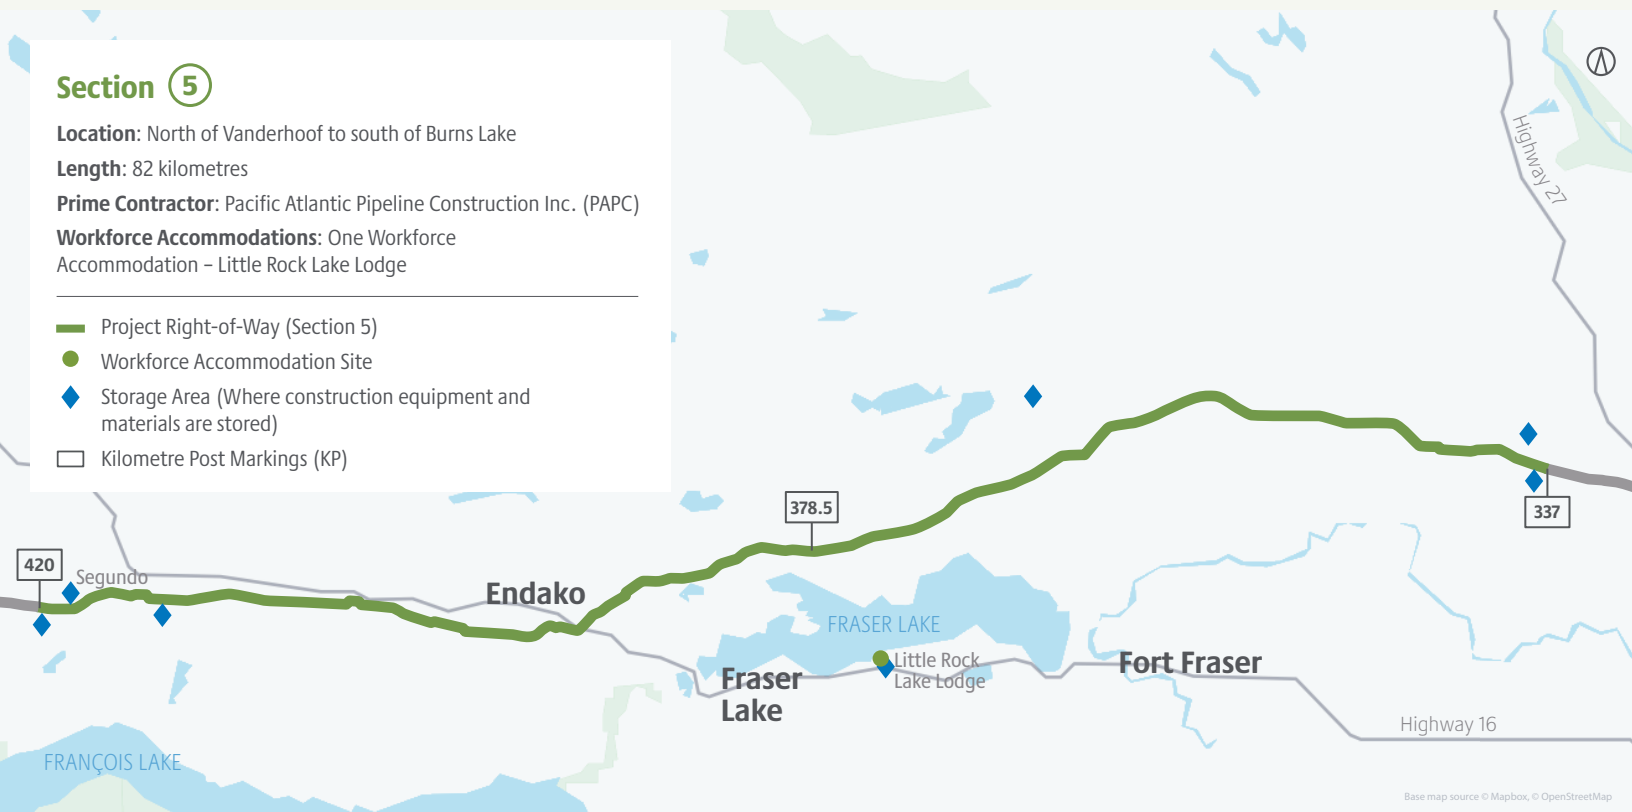 Section 5
Location: North of Vanderhoof to south of Burns Lake
Length: 82 kilometres
Prime Contractor: Pacific Atlantic Pipeline Construction Inc. (PAPC)
Workforce Accommodations: One Workforce
Accommodation – Little Rock Lake Lodge
Project Right-of-Way (Section 5)
Workforce Accommodation Site
Storage Area (Where construction equipment and
materials are stored)
Kilometre Post Markings (KP)
Highway 27
378.5
337
420
Segundo
Endako
FRASER LAKE
Little Rock
Lake Lodge
Fort Fraser
Fraser
Lake
Highway 16
FRANÇOIS LAKE
Base map source © Mapbox, © OpenStreetMap